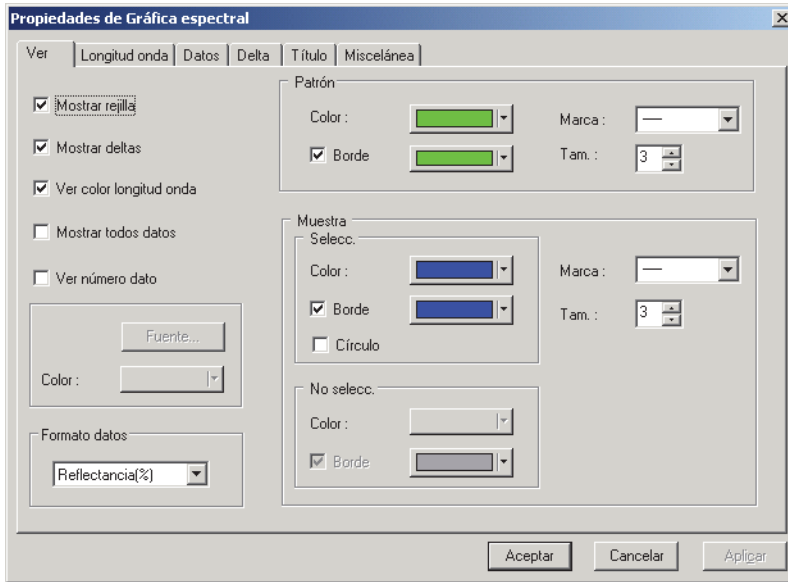 Propiedades de Gráfica espectral
Ver
Longitud onda
Datos
Delta
Título
Miscelánea
Mostrar rejilla
Mostrar deltas
Ver color longitud onda
Mostrar todos datos
Ver número dato
Fuente...
Color :
Formato datos
Reflectancia(%)
Patrón
Color :
Borde
Marca :
Tam. :
3
Muestra
Selecc.
Color :
Borde
Círculo
Marca :
Tam. :
3
No selecc.
Color :
Borde
Aceptar
Cancelar
Aplicar